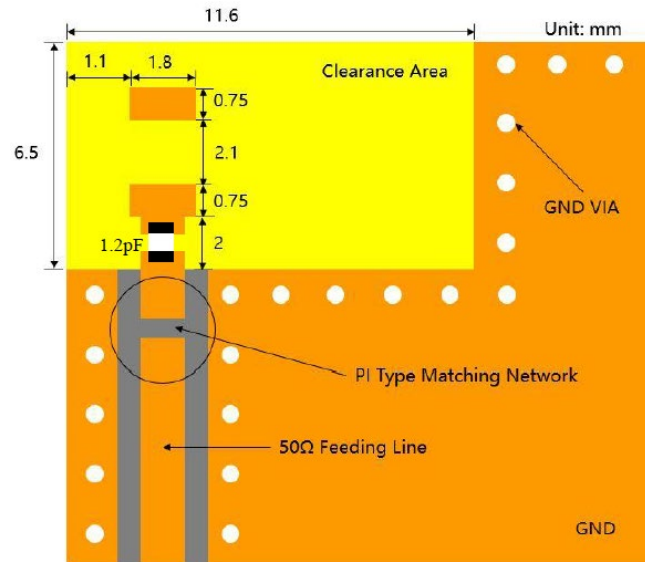 11.6
Unit: mm
1.1
1.8
Clearance Area
0.75
6.5
2.1
0.75
GND VIA
1.2pF
2
PI Type Matching Network
50Ω Feeding Line
GND